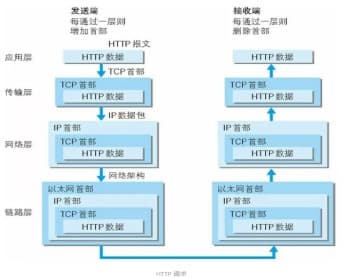 发送端
每通过一层则
增加首部
接收端
每通过一层则
删除首部
HTTP 报文
应用层
HTTP 数据
HTTP 数据
TCP 首部
传输层
TCP 首部
HTTP 数据
TCP 首部
HTTP 数据
IP 数据包
网络层
IP 首部
TCP 首部
HTTP 数据
IP 首部
TCP 首部
HTTP 数据
网络架构
链路层
以太网首部
IP 首部
TCP 首部
HTTP 数据
以太网首部
IP 首部
TCP 首部
HTTP 数据
HTTP 请求